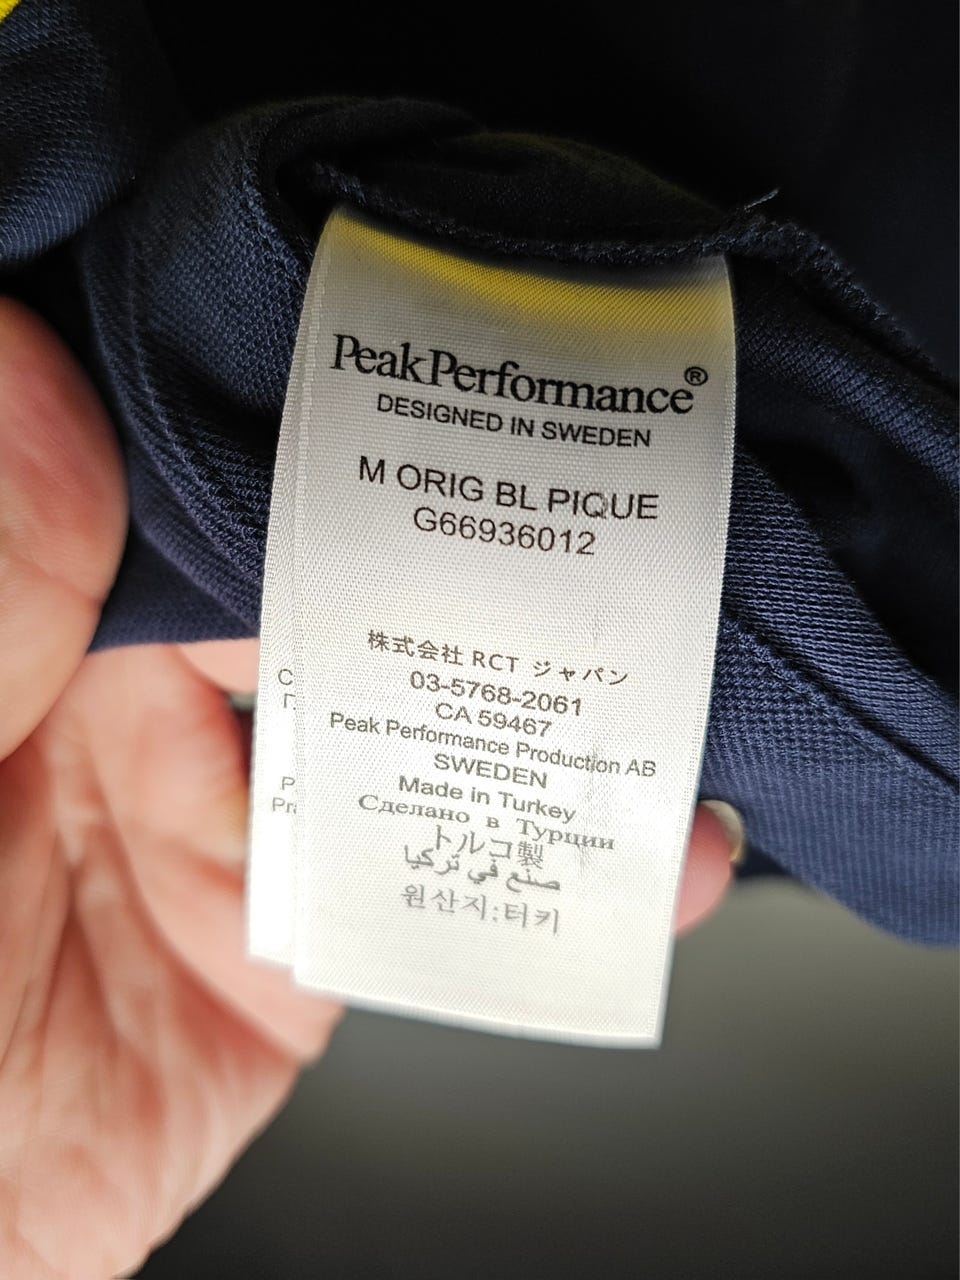 PeakPerformance®
DESIGNED IN SWEDEN
M ORIG BL PIQUE
G66936012
株式会社 RCT ジャパン
03-5768-2061
CA 59467
Peak Performance Production AB
SWEDEN
Made in Turkey
Сделано в Турции
トルコ製
صنع في تركيا
원산지:터키